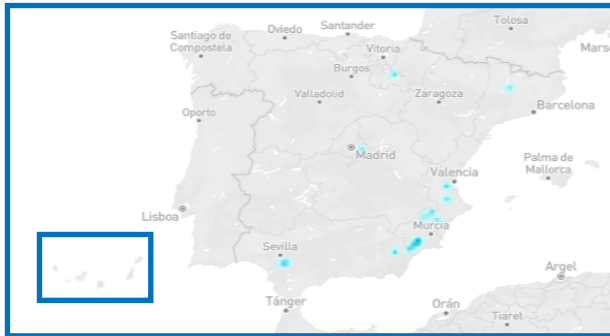 Santander
Tolosa
Oviedo
Santiago de
Compostela
Vitoria
Marse
Burgos
Valladolid
Zaragoza
Barcelona
Oporto
Madrid
Palma de
Mallorca
Valencia
Lisboa
Murcia
Sevilla
Argel
Tánger
Orán
Tiaret